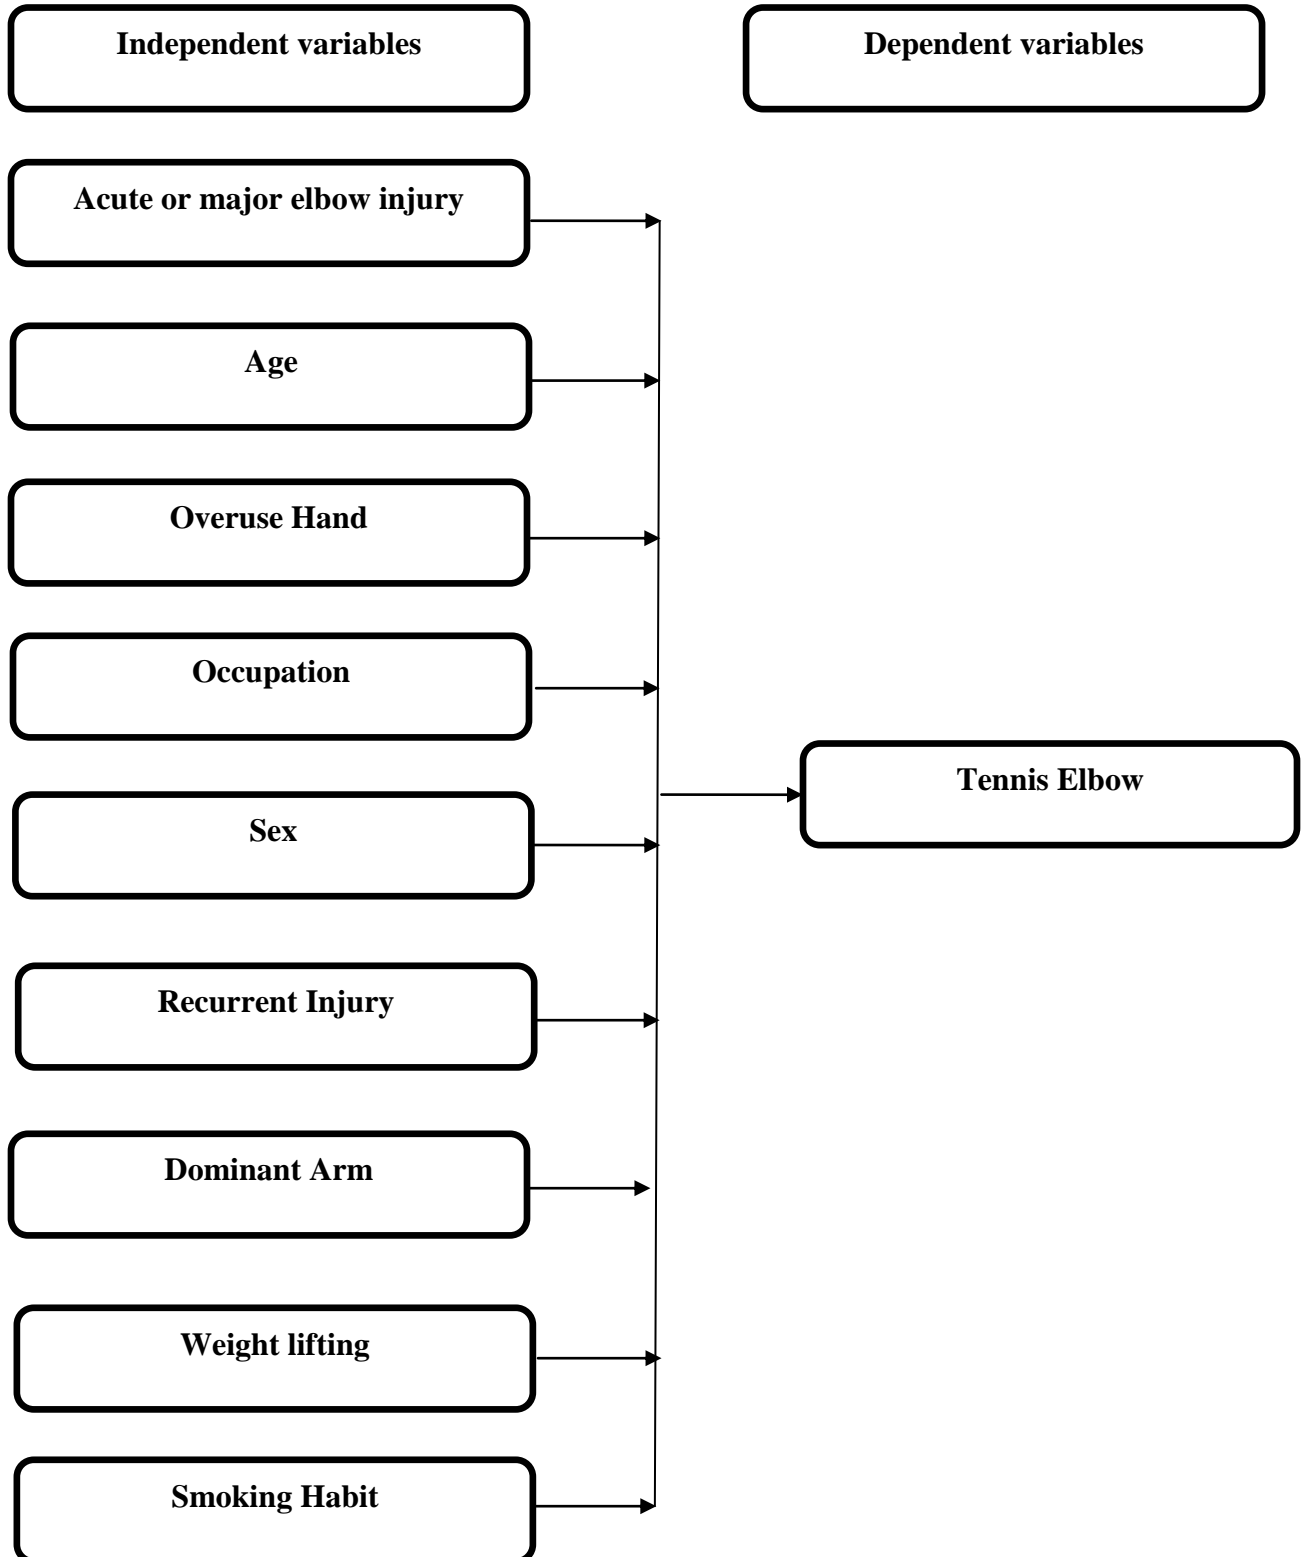 Independent variables
Dependent variables
Acute or major elbow injury
Age
Overuse Hand
Occupation
Tennis Elbow
Sex
Recurrent Injury
Dominant Arm
Weight lifting
Smoking Habit